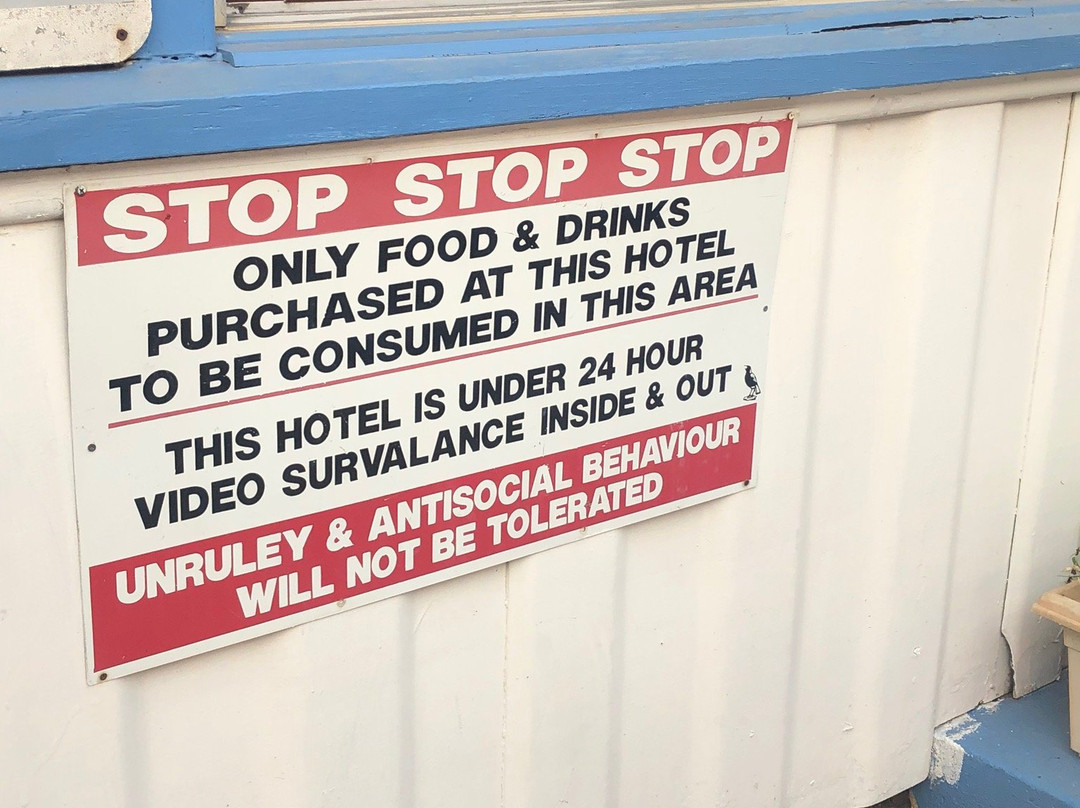 STOP STOP STOP
ONLY FOOD & DRINKS
PURCHASED AT THIS HOTEL
TO BE CONSUMED IN THIS AREA
THIS HOTEL IS UNDER 24 HOUR
VIDEO SURVALANCE INSIDE & OUT
UNRULEY & ANTISOCIAL BEHAVIOUR
WILL NOT BE TOLERATED